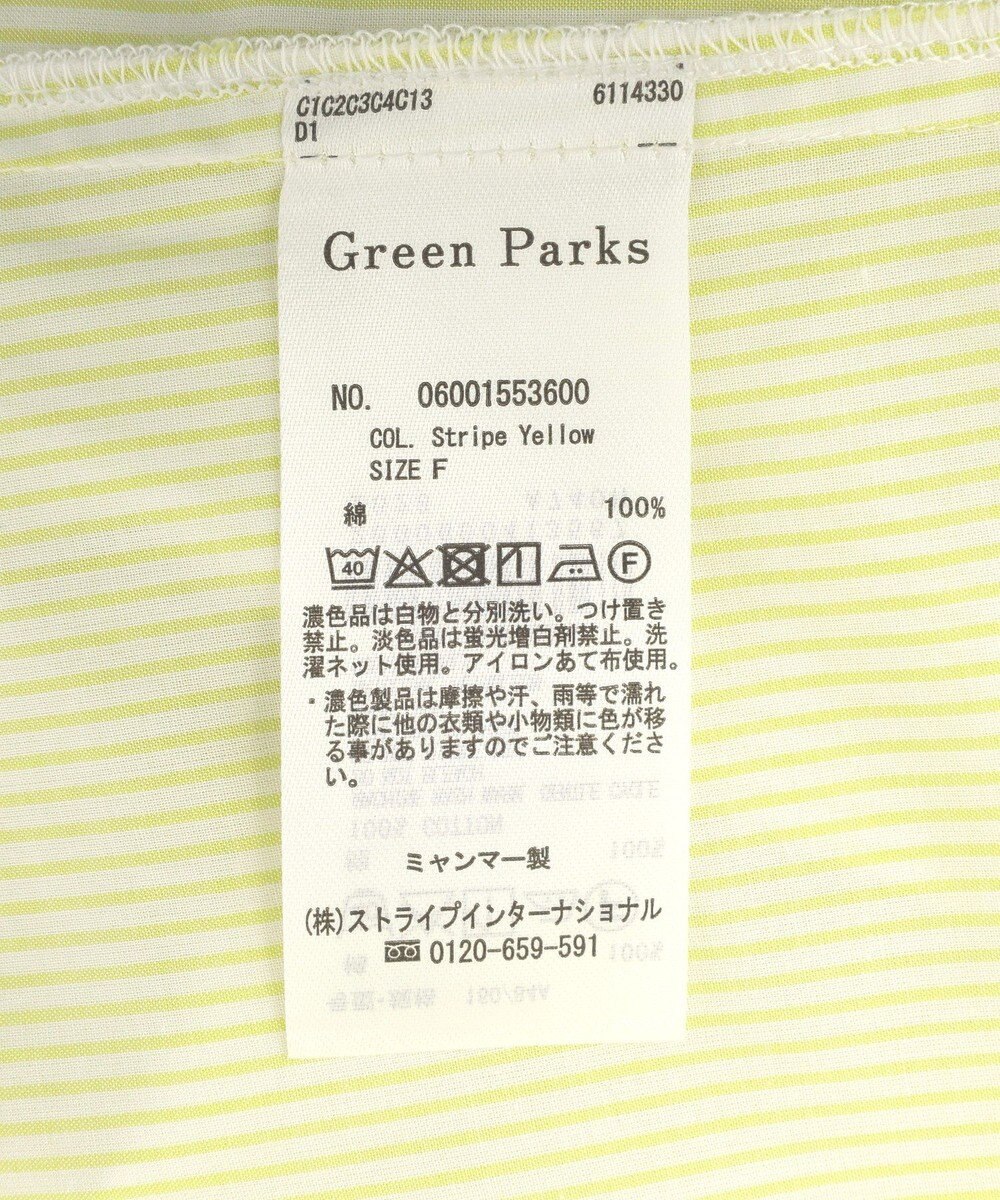 C1C2C3C4C13 6114330
D1
Green Parks
NO. 06001553600
COL. Stripe Yellow
SIZE F
綿 100%
40 F
濃色品は白物と分別洗い。つけ置き
禁止。淡色品は蛍光増白剤禁止。洗
濯ネット使用。アイロンあて布使用。
・濃色製品は摩擦や汗、雨等で濡れ
た際に他の衣類や小物類に色が移
る事がありますのでご注意くださ
い。
ミャンマー製
(株)ストライプインターナショナル
0120-659-591